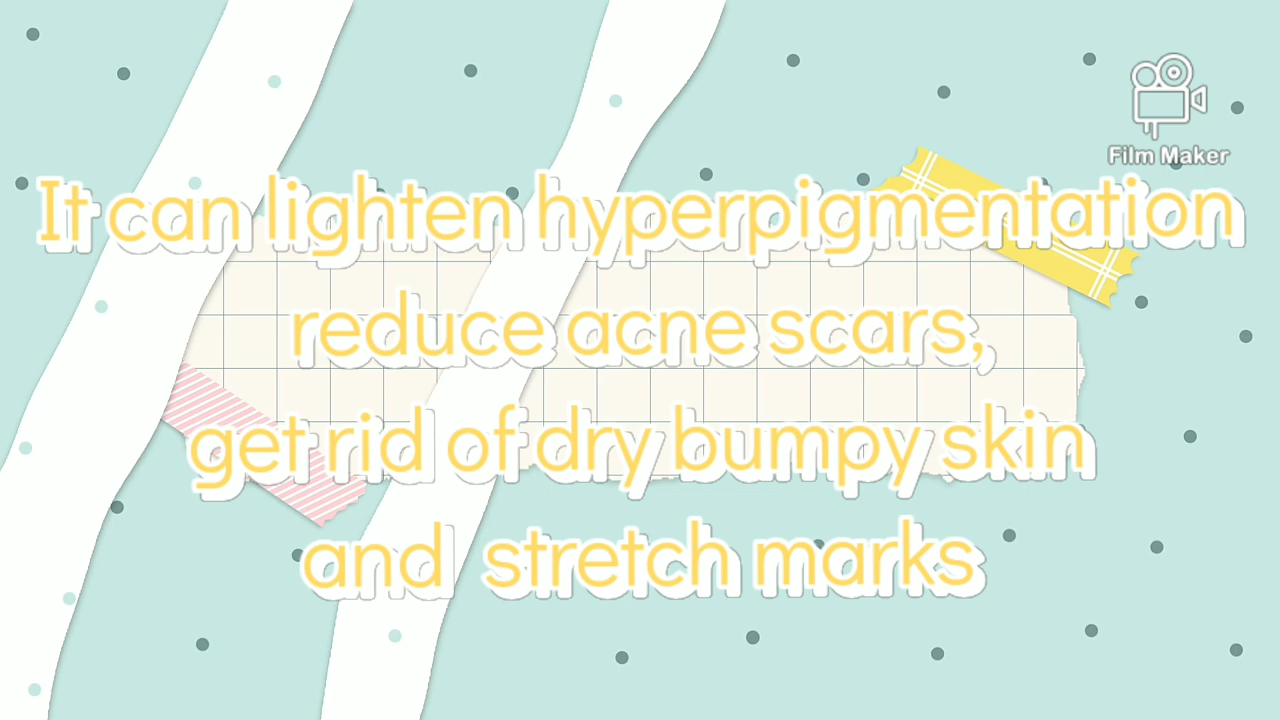 Film Maker
It can lighten hyperpigmentation
reduce acne scars,
get rid of dry bumpy skin
and stretch marks